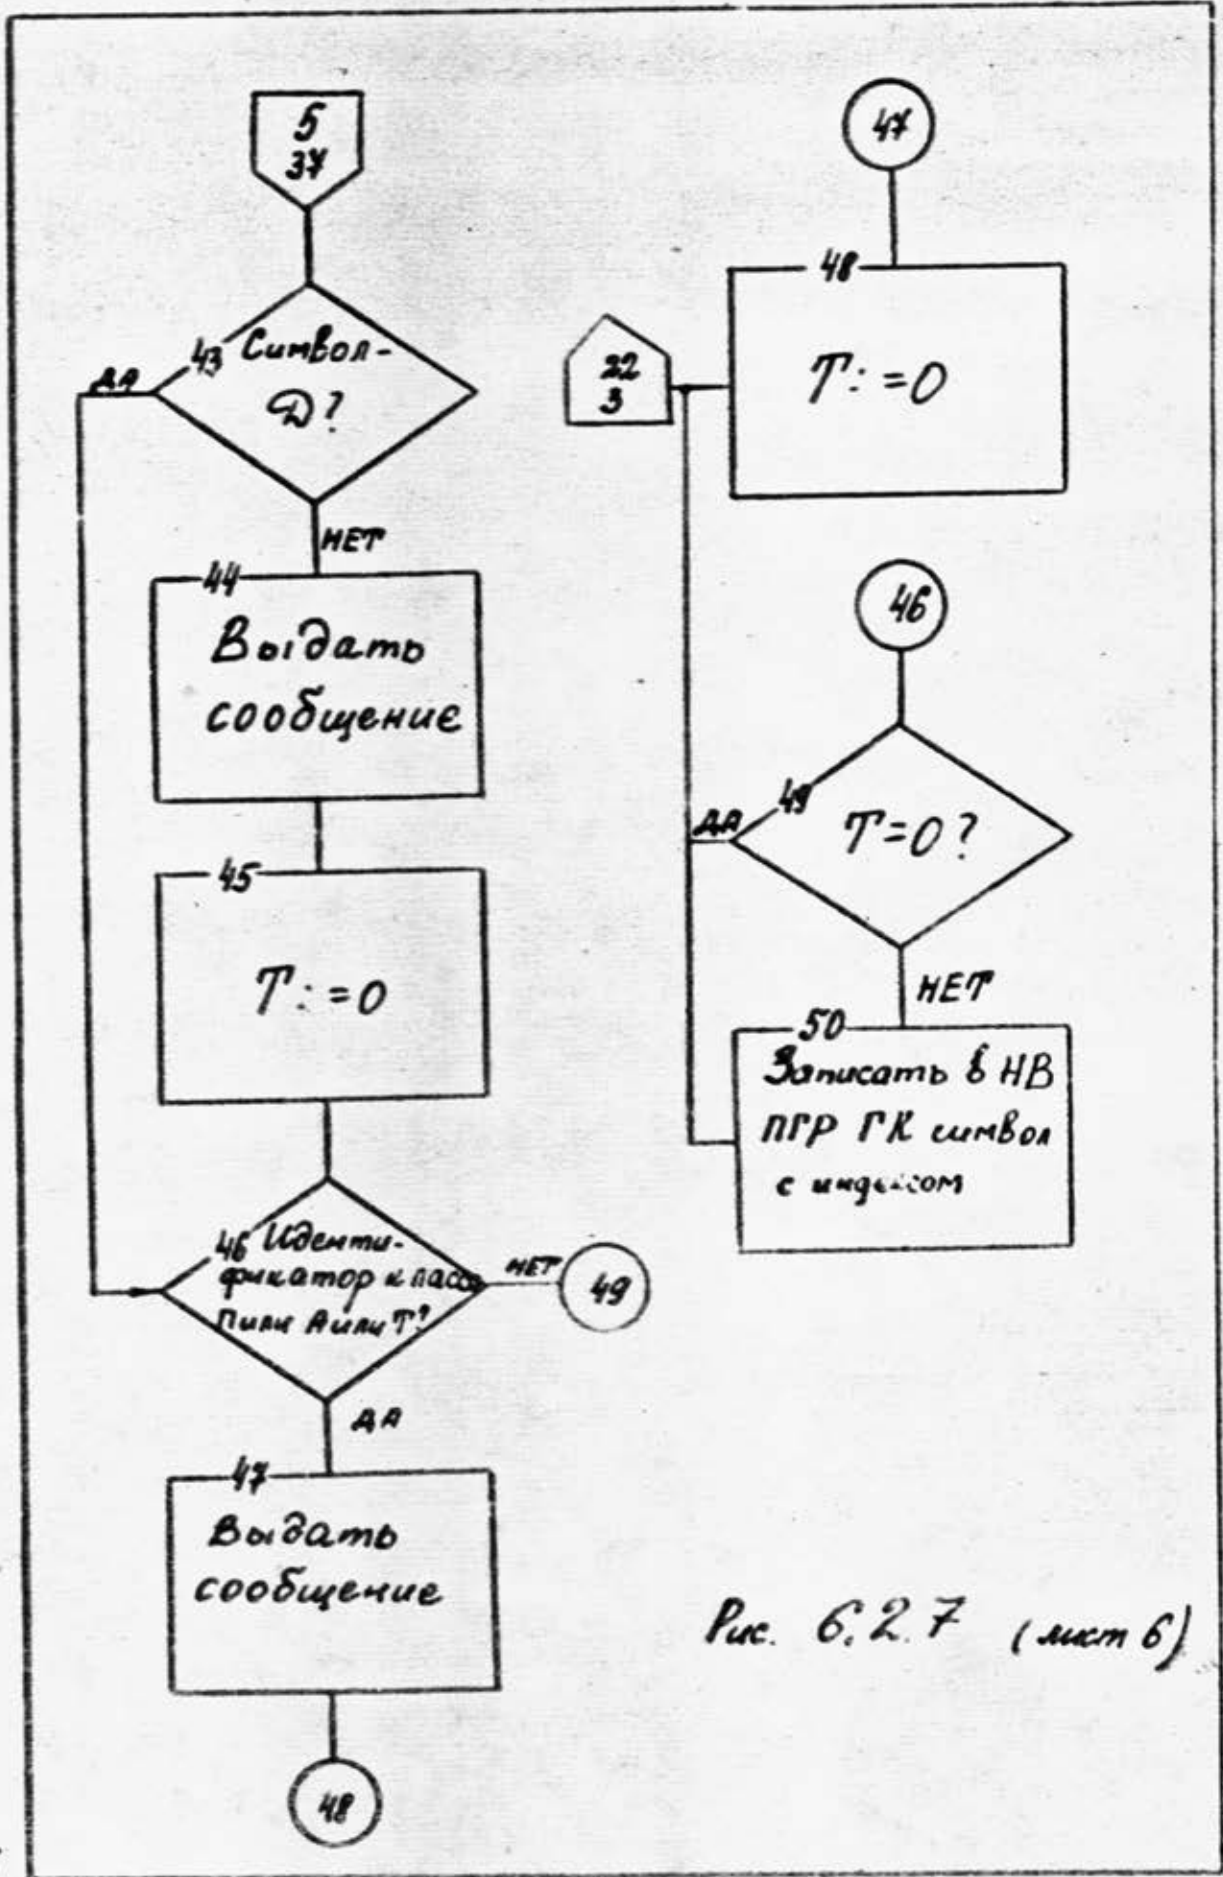 5
37
43 Символ-
Д?
ДА
НЕТ
44
Выдать
сообщение
45
Т:=0
46 Иденти-
фикатор класса
П или А или Т?
НЕТ
49
ДА
47
Выдать
сообщение
48
47
48
Т:=0
22
3
46
49
Т=0?
ДА
НЕТ
50
Записать в НВ
ПГР ГК символ
с индексом
Рис. 6.2.7 (лист 6)